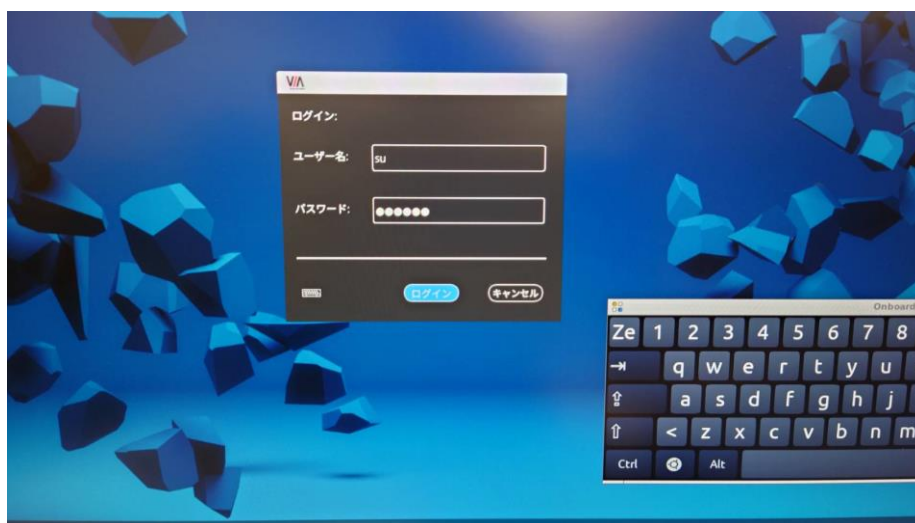 VIA
ログイン:
ユーザー名:
su
パスワード:
●●●●●●
ログイン
キャンセル
Onboard
Ze 1 2 3 4 5 6 7 8
q w e r t y u
a s d f g h j
< z x c v b n m
Ctrl Alt